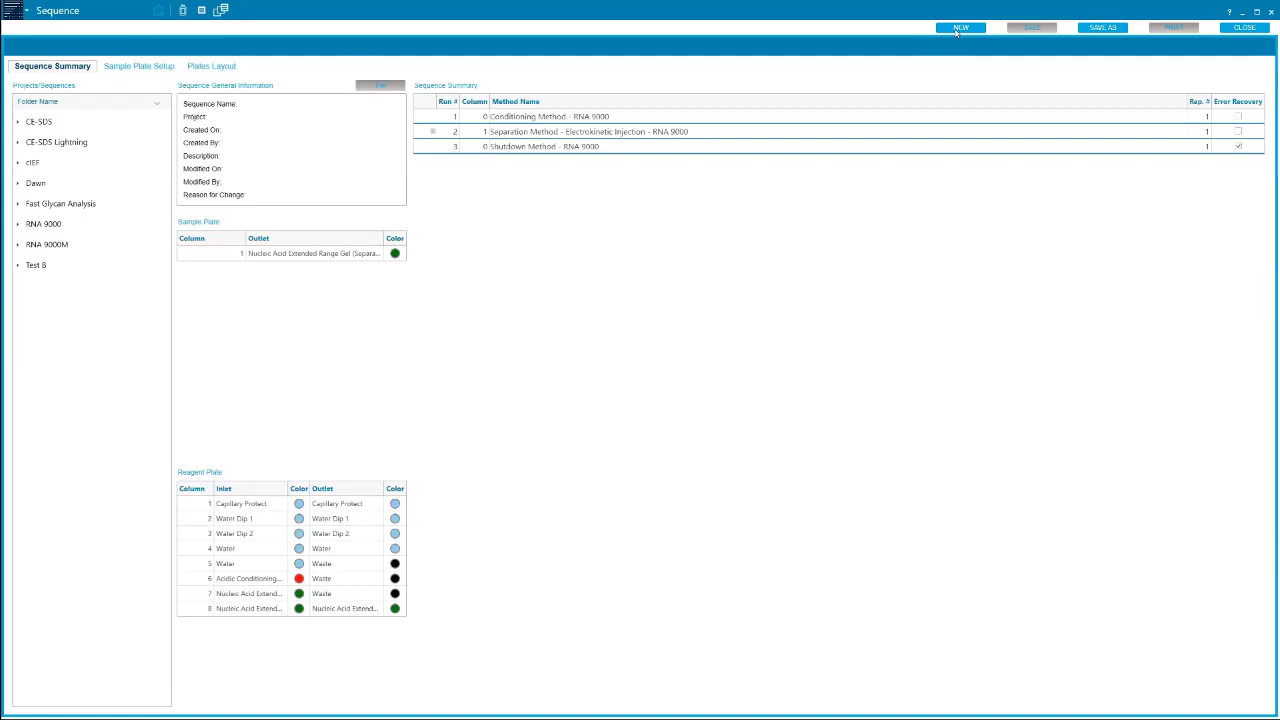 Sequence
? _ ×
NEW SAVE SAVE AS PRINT CLOSE
Sequence Summary Sample Plate Setup Plates Layout
Projects/Sequences
Folder Name
CE-SDS
CE-SDS Lightning
cIEF
Dawn
Fast Glycan Analysis
RNA 9000
RNA 9000M
Test B
Sequence General Information
Sequence Name:
Project:
Created On:
Created By:
Description:
Modified On:
Modified By:
Reason for Change:
Sample Plate
Column Outlet Color
1 Nucleic Acid Extended Range Gel (Separa...
Reagent Plate
Column Inlet Color Outlet Color
1 Capillary Protect Capillary Protect
2 Water Dip 1 Water Dip 1
3 Water Dip 2 Water Dip 2
4 Water Water
5 Water Waste
6 Acidic Conditioning... Waste
7 Nucleic Acid Extend... Waste
8 Nucleic Acid Extend... Nucleic Acid Extend...
Sequence Summary
Run # Column Method Name Rep. # Error Recovery
1 0 Conditioning Method - RNA 9000 1
2 1 Separation Method - Electrokinetic Injection - RNA 9000 1
3 0 Shutdown Method - RNA 9000 1